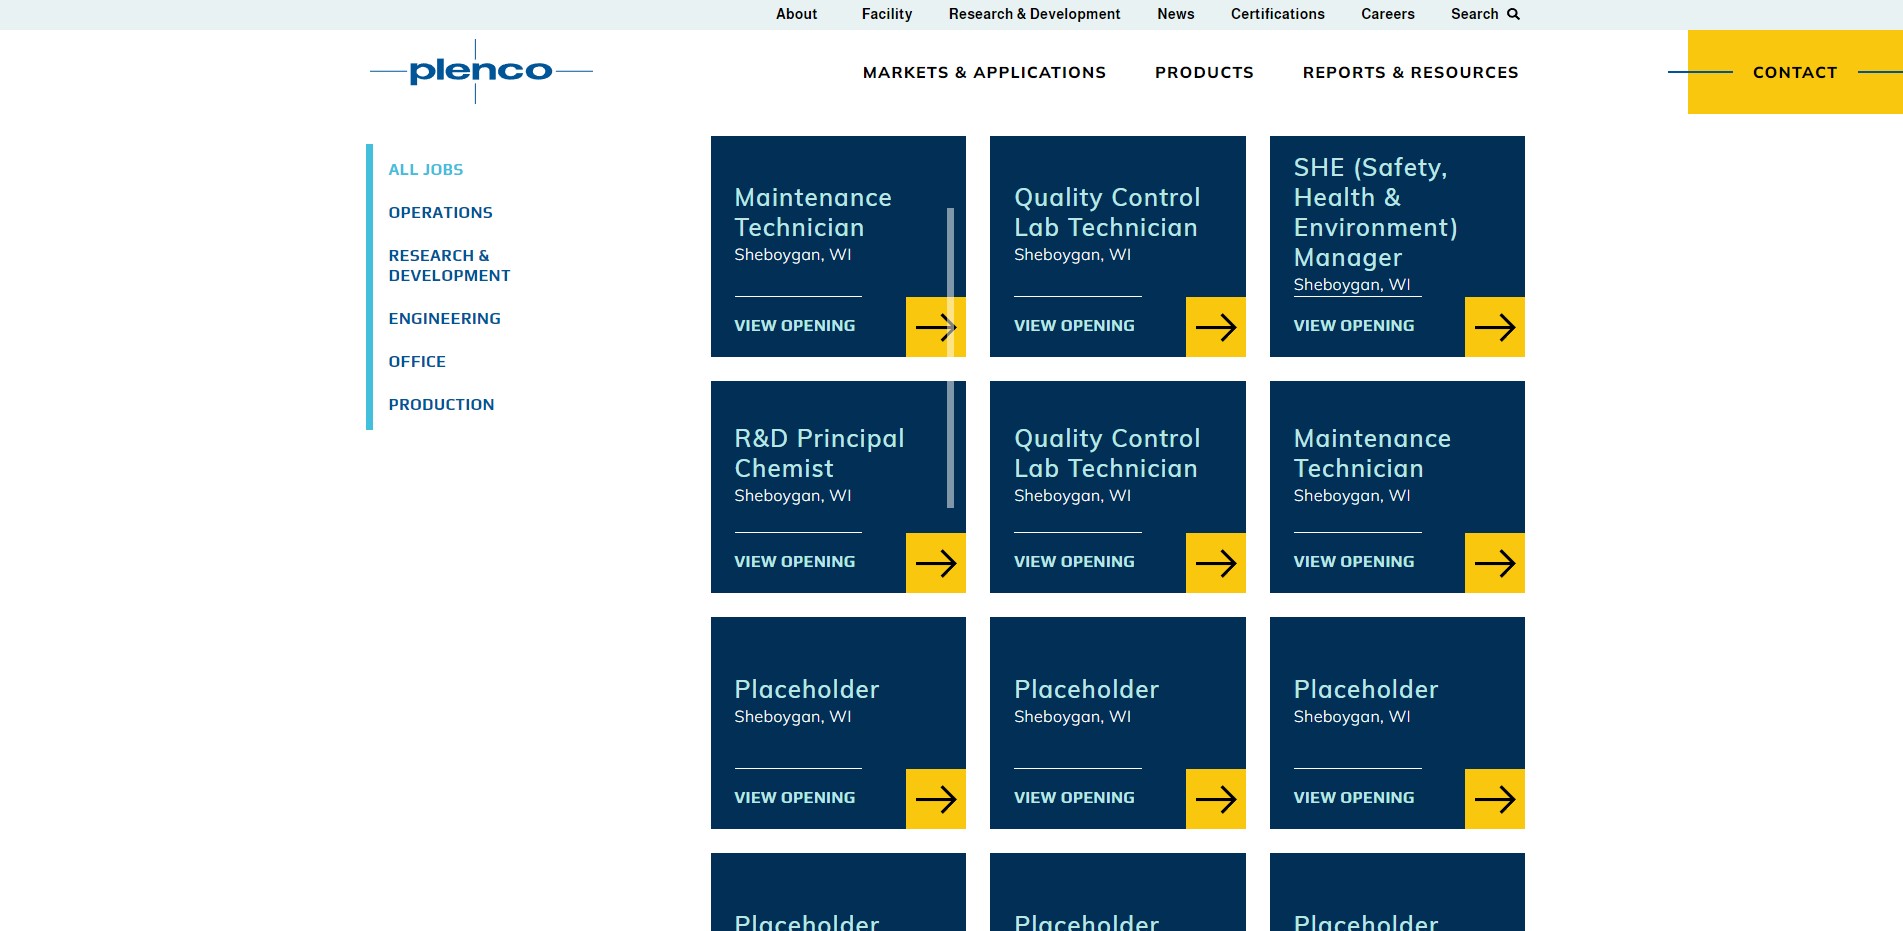 About Facility Research & Development News Certifications Careers Search
plenco
MARKETS & APPLICATIONS PRODUCTS REPORTS & RESOURCES CONTACT
ALL JOBS
OPERATIONS
RESEARCH &
DEVELOPMENT
ENGINEERING
OFFICE
PRODUCTION
Maintenance
Technician
Sheboygan, WI
VIEW OPENING
Quality Control
Lab Technician
Sheboygan, WI
VIEW OPENING
SHE (Safety,
Health &
Environment)
Manager
Sheboygan, WI
VIEW OPENING
R&D Principal
Chemist
Sheboygan, WI
VIEW OPENING
Quality Control
Lab Technician
Sheboygan, WI
VIEW OPENING
Maintenance
Technician
Sheboygan, WI
VIEW OPENING
Placeholder
Sheboygan, WI
VIEW OPENING
Placeholder
Sheboygan, WI
VIEW OPENING
Placeholder
Sheboygan, WI
VIEW OPENING
Placeholder
Placeholder
Placeholder